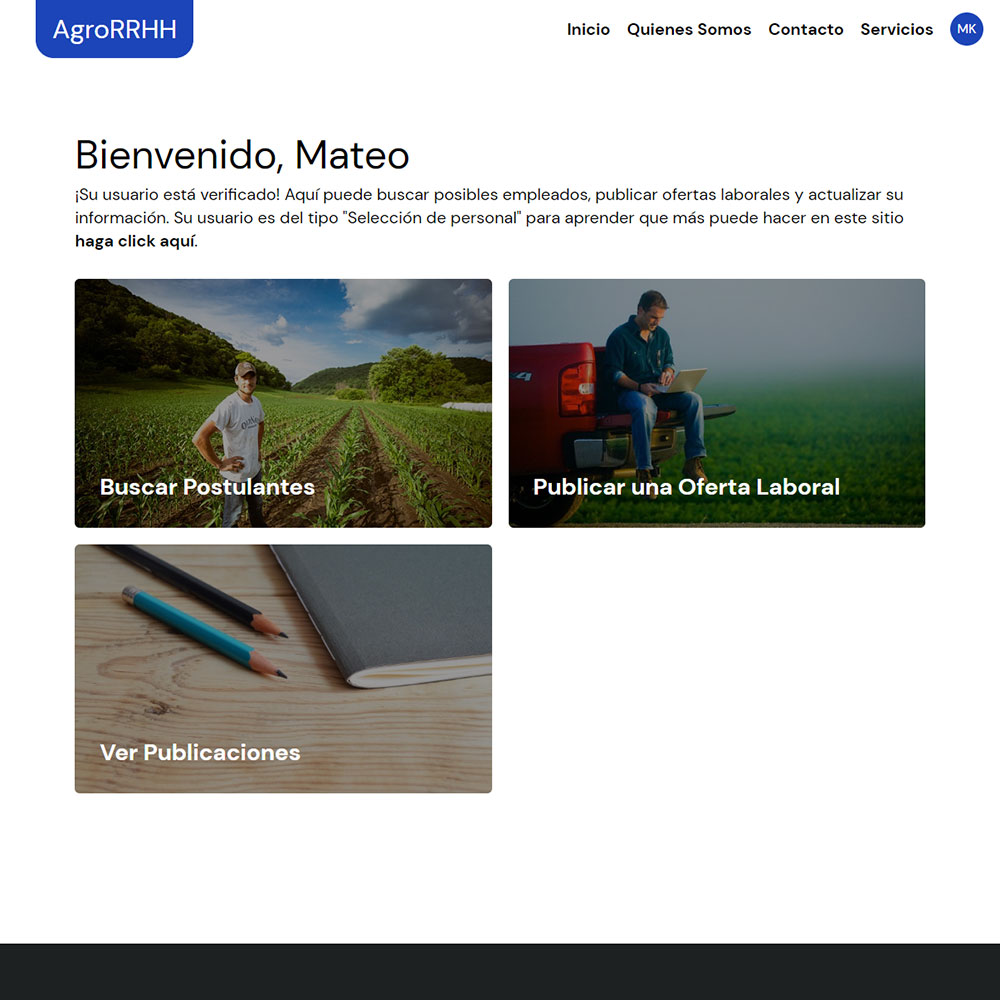 AgroRRHH
Inicio Quienes Somos Contacto Servicios MK
Bienvenido, Mateo
¡Su usuario está verificado! Aquí puede buscar posibles empleados, publicar ofertas laborales y actualizar su
información. Su usuario es del tipo "Selección de personal" para aprender que más puede hacer en este sitio
haga click aquí.
Buscar Postulantes
Publicar una Oferta Laboral
Ver Publicaciones